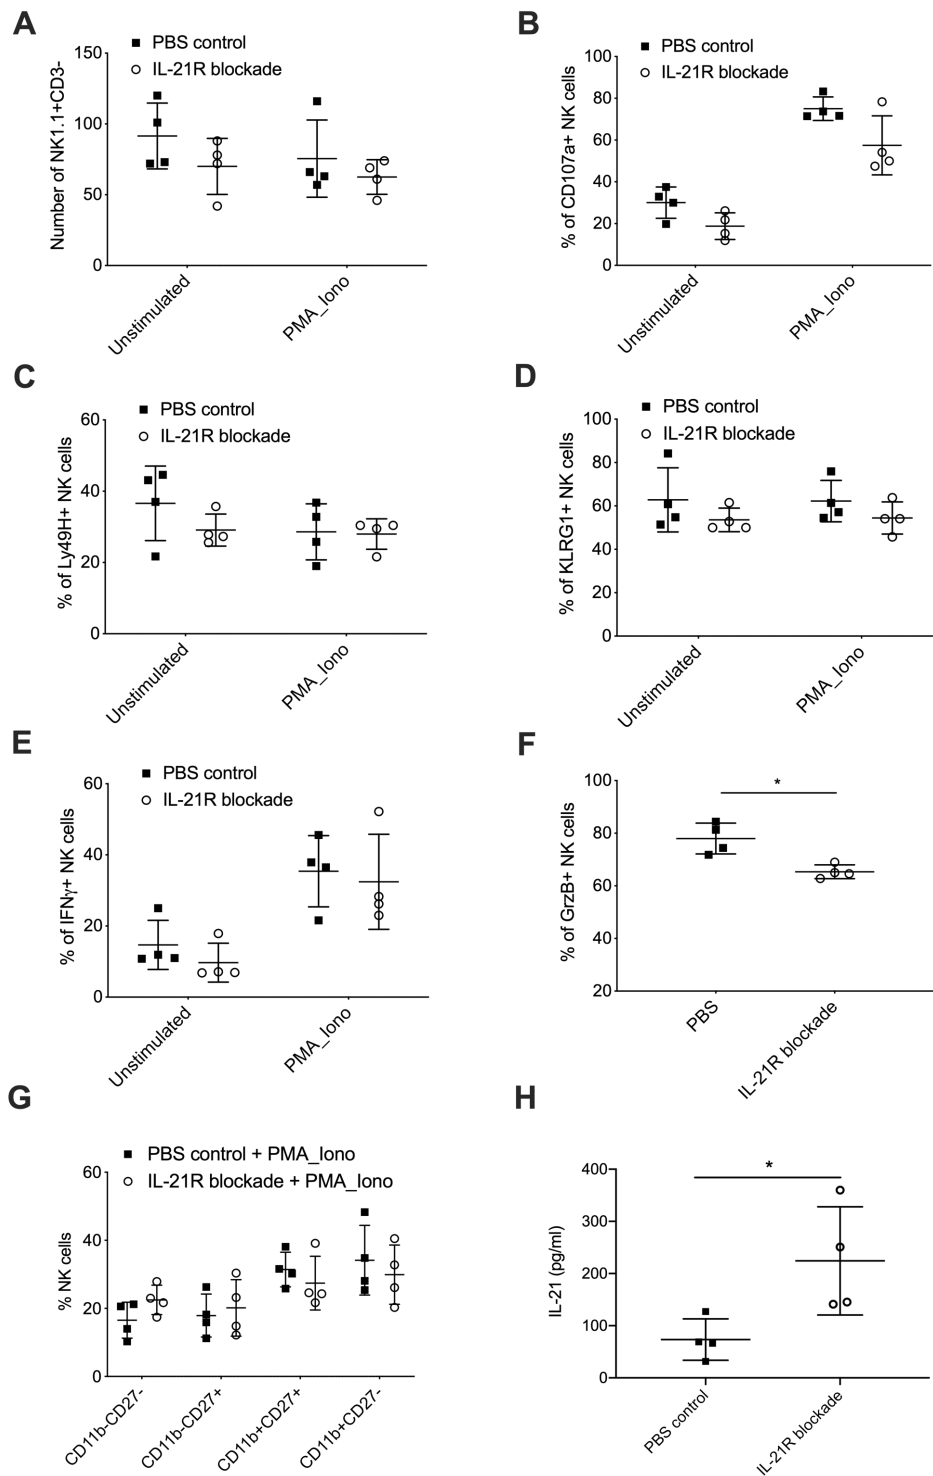 A
Number of NK1.1+CD3-
150
100
50
0
PBS control
IL-21R blockade
Unstimulated
PMA_Iono
B
% of CD107a+ NK cells
100
80
60
40
20
0
PBS control
IL-21R blockade
Unstimulated
PMA_Iono
C
% of Ly49H+ NK cells
60
40
20
0
PBS control
IL-21R blockade
Unstimulated
PMA_Iono
D
% of KLRG1+ NK cells
100
80
60
40
20
0
PBS control
IL-21R blockade
Unstimulated
PMA_Iono
E
% of IFNγ+ NK cells
60
40
20
0
PBS control
IL-21R blockade
Unstimulated
PMA_Iono
F
% of GrzB+ NK cells
100
80
60
40
20
*
PBS
IL-21R blockade
G
% NK cells
60
40
20
0
PBS control + PMA_Iono
IL-21R blockade + PMA_Iono
CD11b-CD27-
CD11b-CD27+
CD11b+CD27+
CD11b+CD27-
H
IL-21 (pg/ml)
400
300
200
100
0
*
PBS control
IL-21R blockade